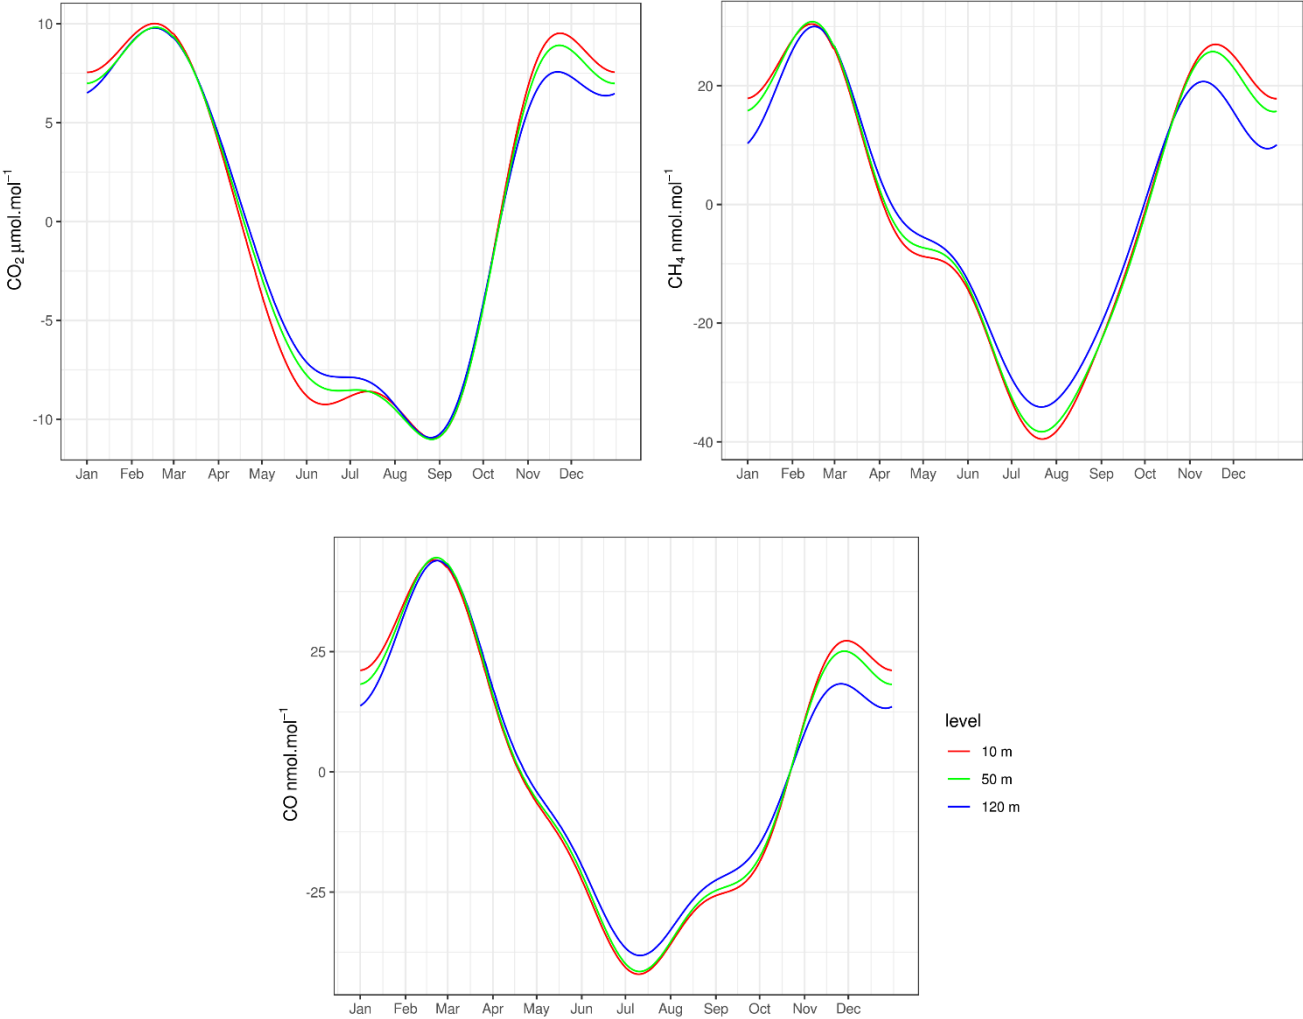 10
5
0
-5
-10
CO₂ μmol.mol⁻¹
Jan Feb Mar Apr May Jun Jul Aug Sep Oct Nov Dec
20
0
-20
-40
CH₄ nmol.mol⁻¹
Jan Feb Mar Apr May Jun Jul Aug Sep Oct Nov Dec
25
0
-25
CO nmol.mol⁻¹
Jan Feb Mar Apr May Jun Jul Aug Sep Oct Nov Dec
level
10 m
50 m
120 m